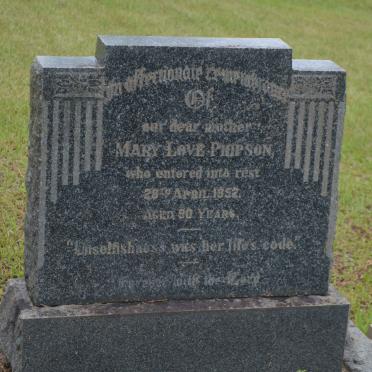 In affectionate remembrance
Of
our dear mother
MARY LOVE PHIPSON,
who entered into rest
28TH APRIL, 1952,
AGED 90 YEARS.
"Unselfishness was her life's code."
with the Lord